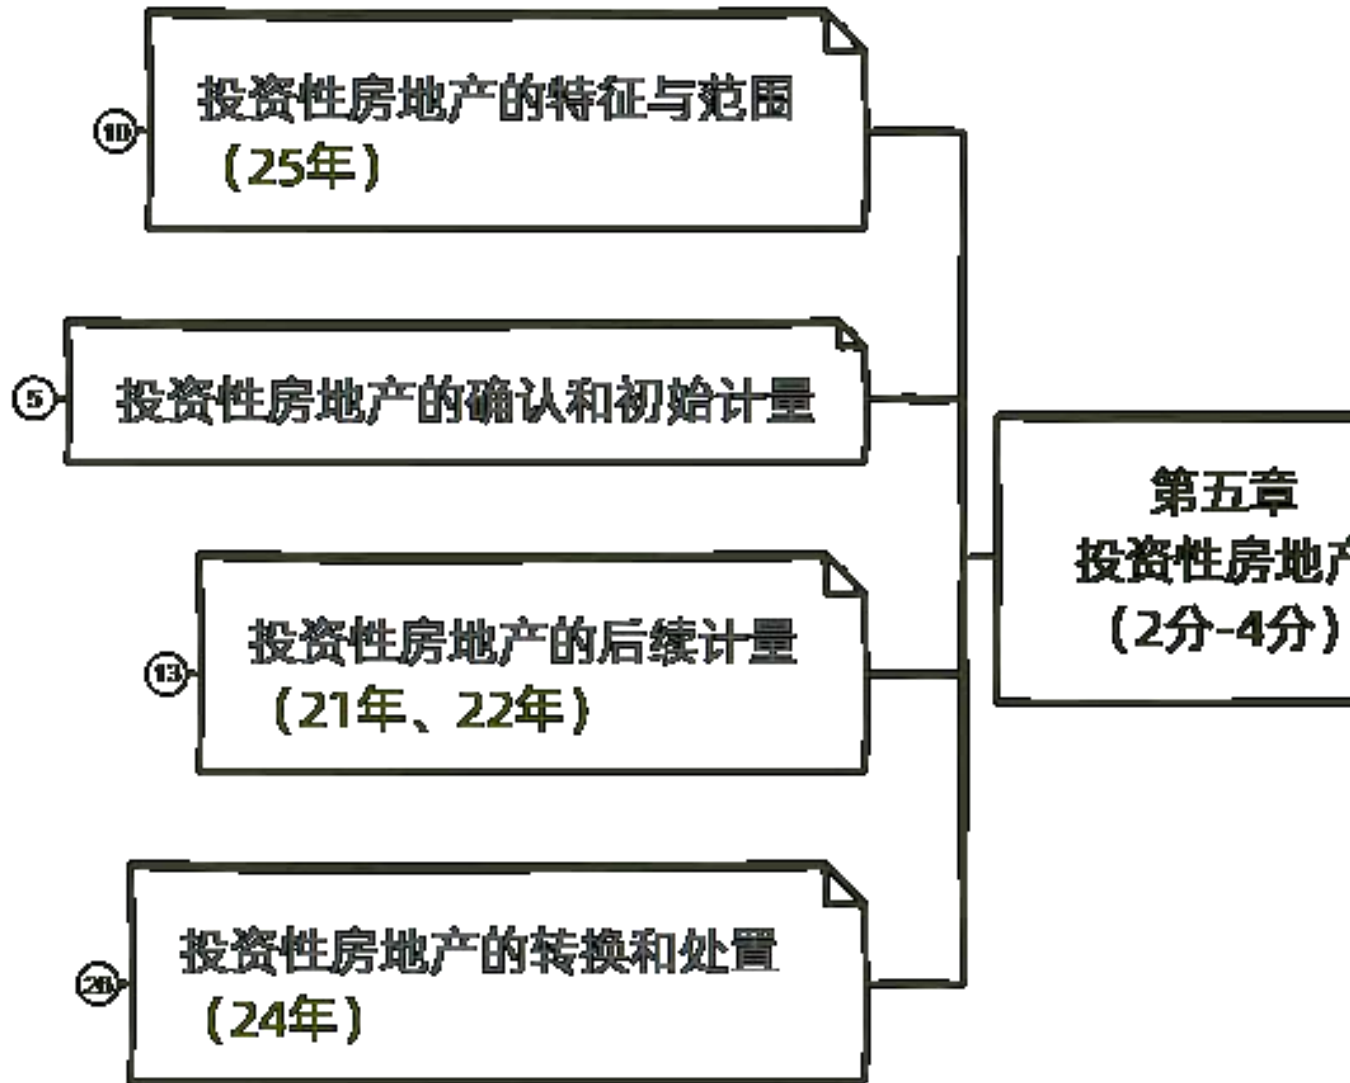 投资性房地产的特征与范围
（25年）
10
投资性房地产的确认和初始计量
5
投资性房地产的后续计量
（21年、22年）
13
投资性房地产的转换和处置
（24年）
第五章
投资性房地产
（2分-4分）